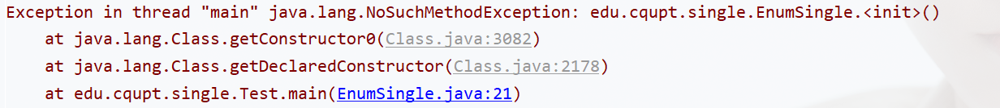 Exception in thread "main" java.lang.NoSuchMethodException: edu.cqupt.single.EnumSingle.<init>()
at java.lang.Class.getConstructor0(Class.java:3082)
at java.lang.Class.getDeclaredConstructor(Class.java:2178)
at edu.cqupt.single.Test.main(EnumSingle.java:21)